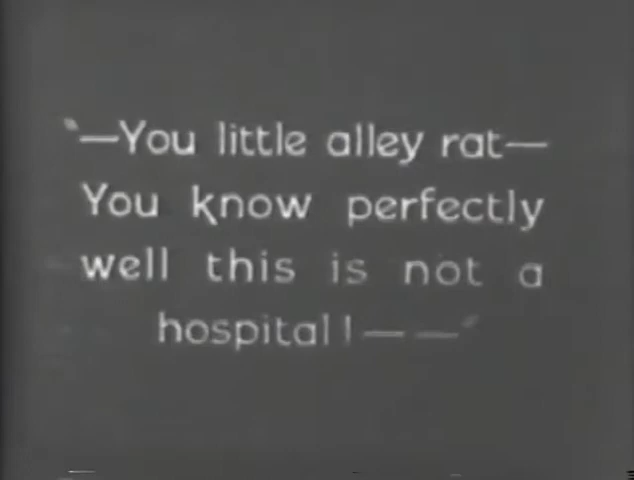 "—You little alley rat—
You know perfectly
well this is not a
hospital!— —"